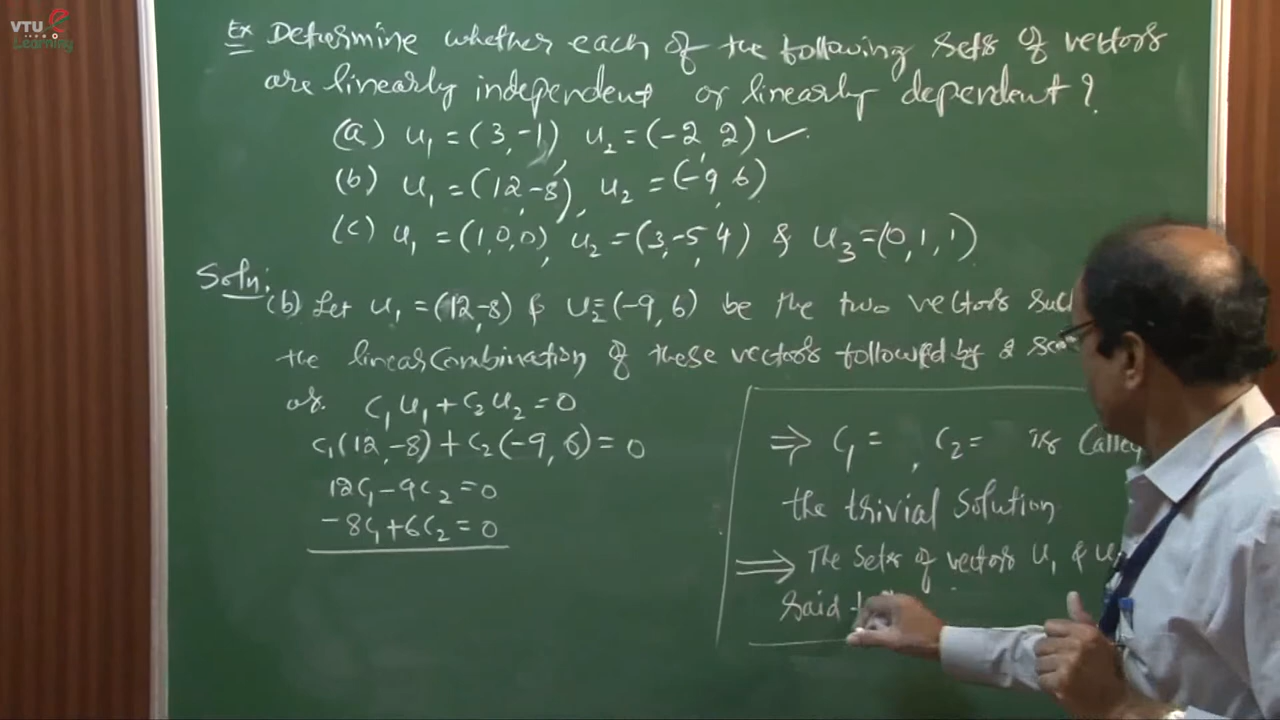 VTU e Learning
Ex Determine whether each of the following sets of vectors
are linearly independent or linearly dependent?
(a) u₁ = (3,-1) u₂ = (-2, 2) ✓
(b) u₁ = (12,-8), u₂ = (-9, 6)
(c) u₁ = (1,0,0), u₂ = (3,-5,4) & u₃ = (0,1,1)
Soln:
(b) Let u₁ = (12,-8) & u₂ = (-9, 6) be the two vectors
the linear combination of these vectors followed by a
as c₁u₁ + c₂u₂ = 0
c₁(12,-8) + c₂(-9, 6) = 0
12c₁ - 9c₂ = 0
-8c₁ + 6c₂ = 0
⇒ c₁ = , c₂ = is
the trivial solution
⇒ The sets of vectors u₁ &
said